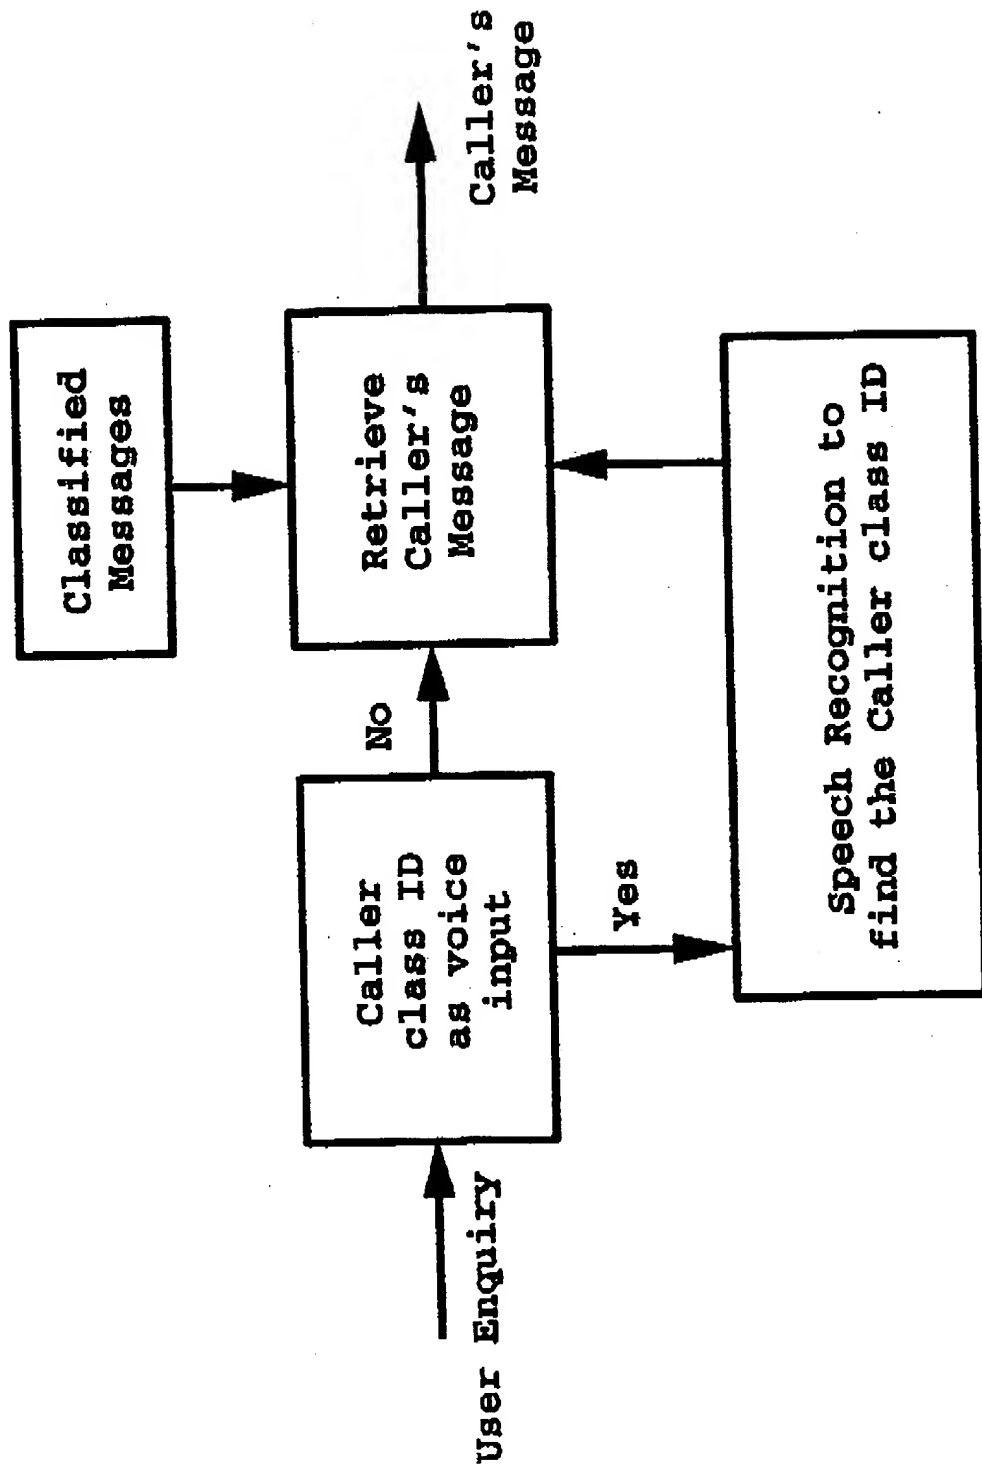 Classified
Messages
User Enquiry
Caller
class ID
as voice
input
No
Retrieve
Caller's
Message
Caller's
Message
Yes
Speech Recognition to
find the Caller class ID